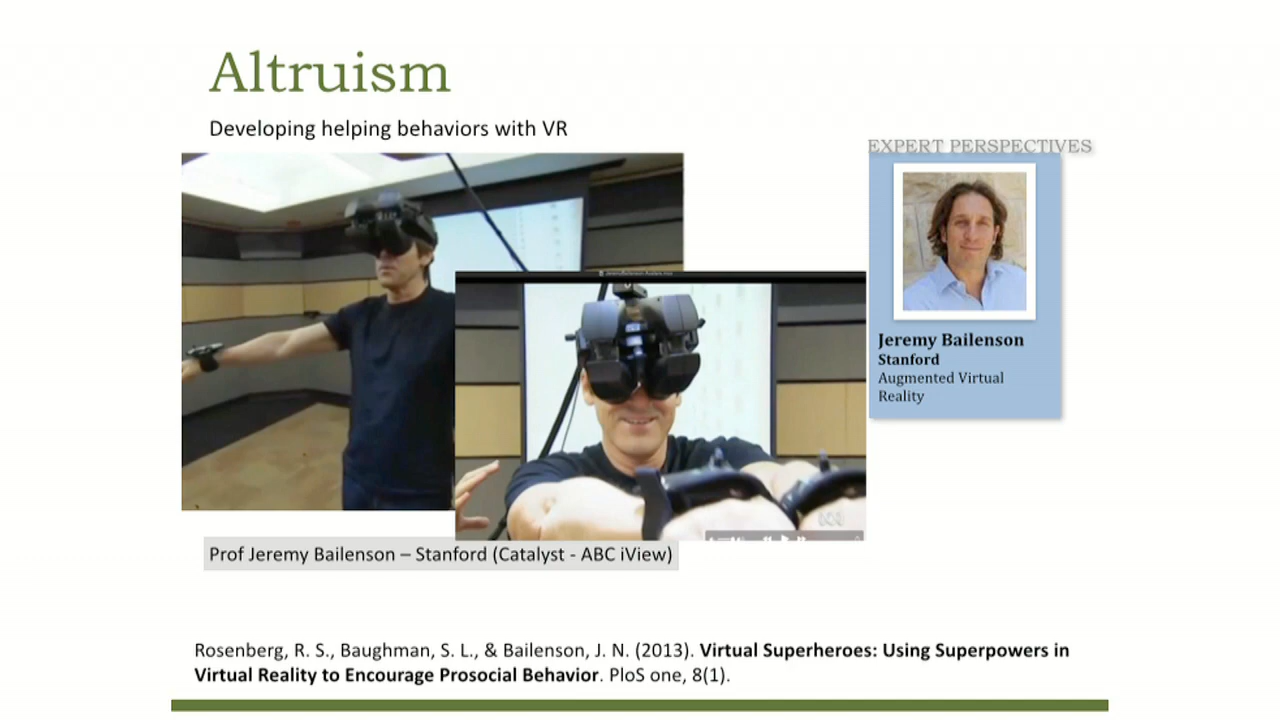 Altruism
Developing helping behaviors with VR
EXPERT PERSPECTIVES
Jeremy Bailenson
Stanford
Augmented Virtual
Reality
Prof Jeremy Bailenson – Stanford (Catalyst - ABC iView)
Rosenberg, R. S., Baughman, S. L., & Bailenson, J. N. (2013). Virtual Superheroes: Using Superpowers in
Virtual Reality to Encourage Prosocial Behavior. PloS one, 8(1).